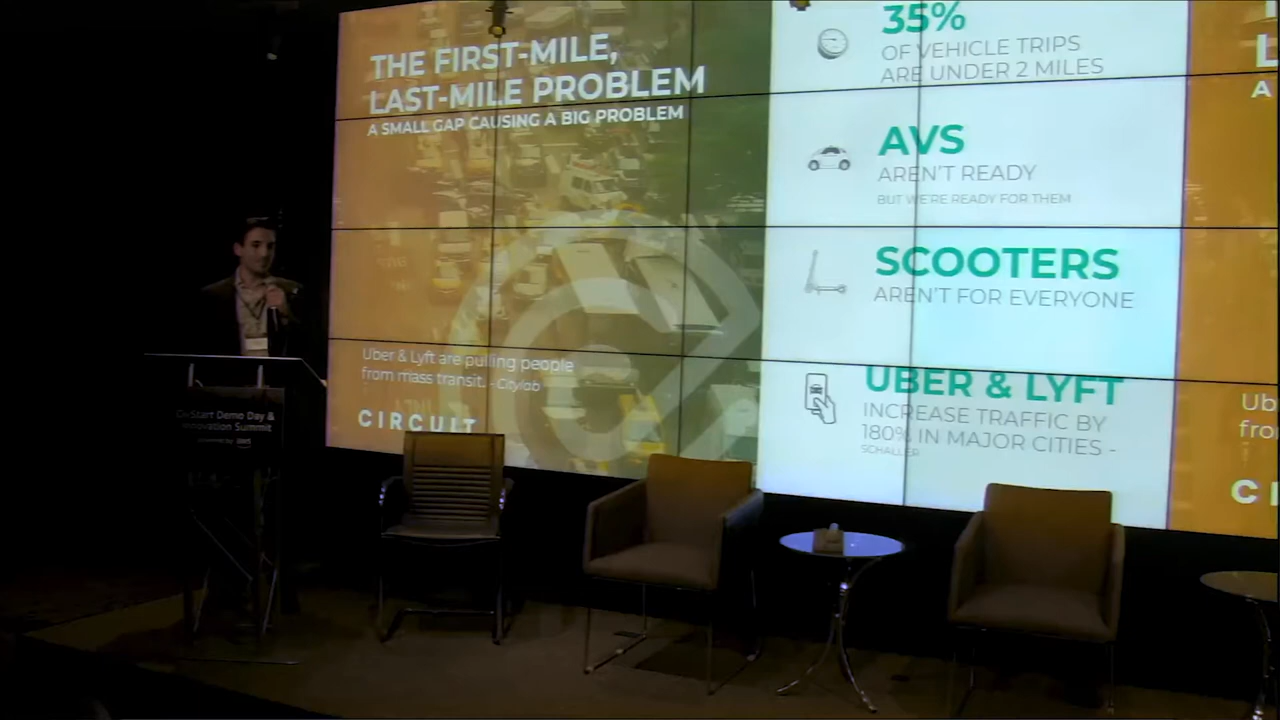 THE FIRST-MILE,
LAST-MILE PROBLEM
A SMALL GAP CAUSING A BIG PROBLEM
Uber & Lyft are pulling people
from mass transit. - Citylab
CIRCUIT
35%
OF VEHICLE TRIPS
ARE UNDER 2 MILES
AVS
AREN'T READY
BUT WE'RE READY FOR THEM
SCOOTERS
AREN'T FOR EVERYONE
UBER & LYFT
INCREASE TRAFFIC BY
180% IN MAJOR CITIES -
SCHALLER
L
A
Ub
fro
C I
Start Demo Day &
Innovation Summit
powered by